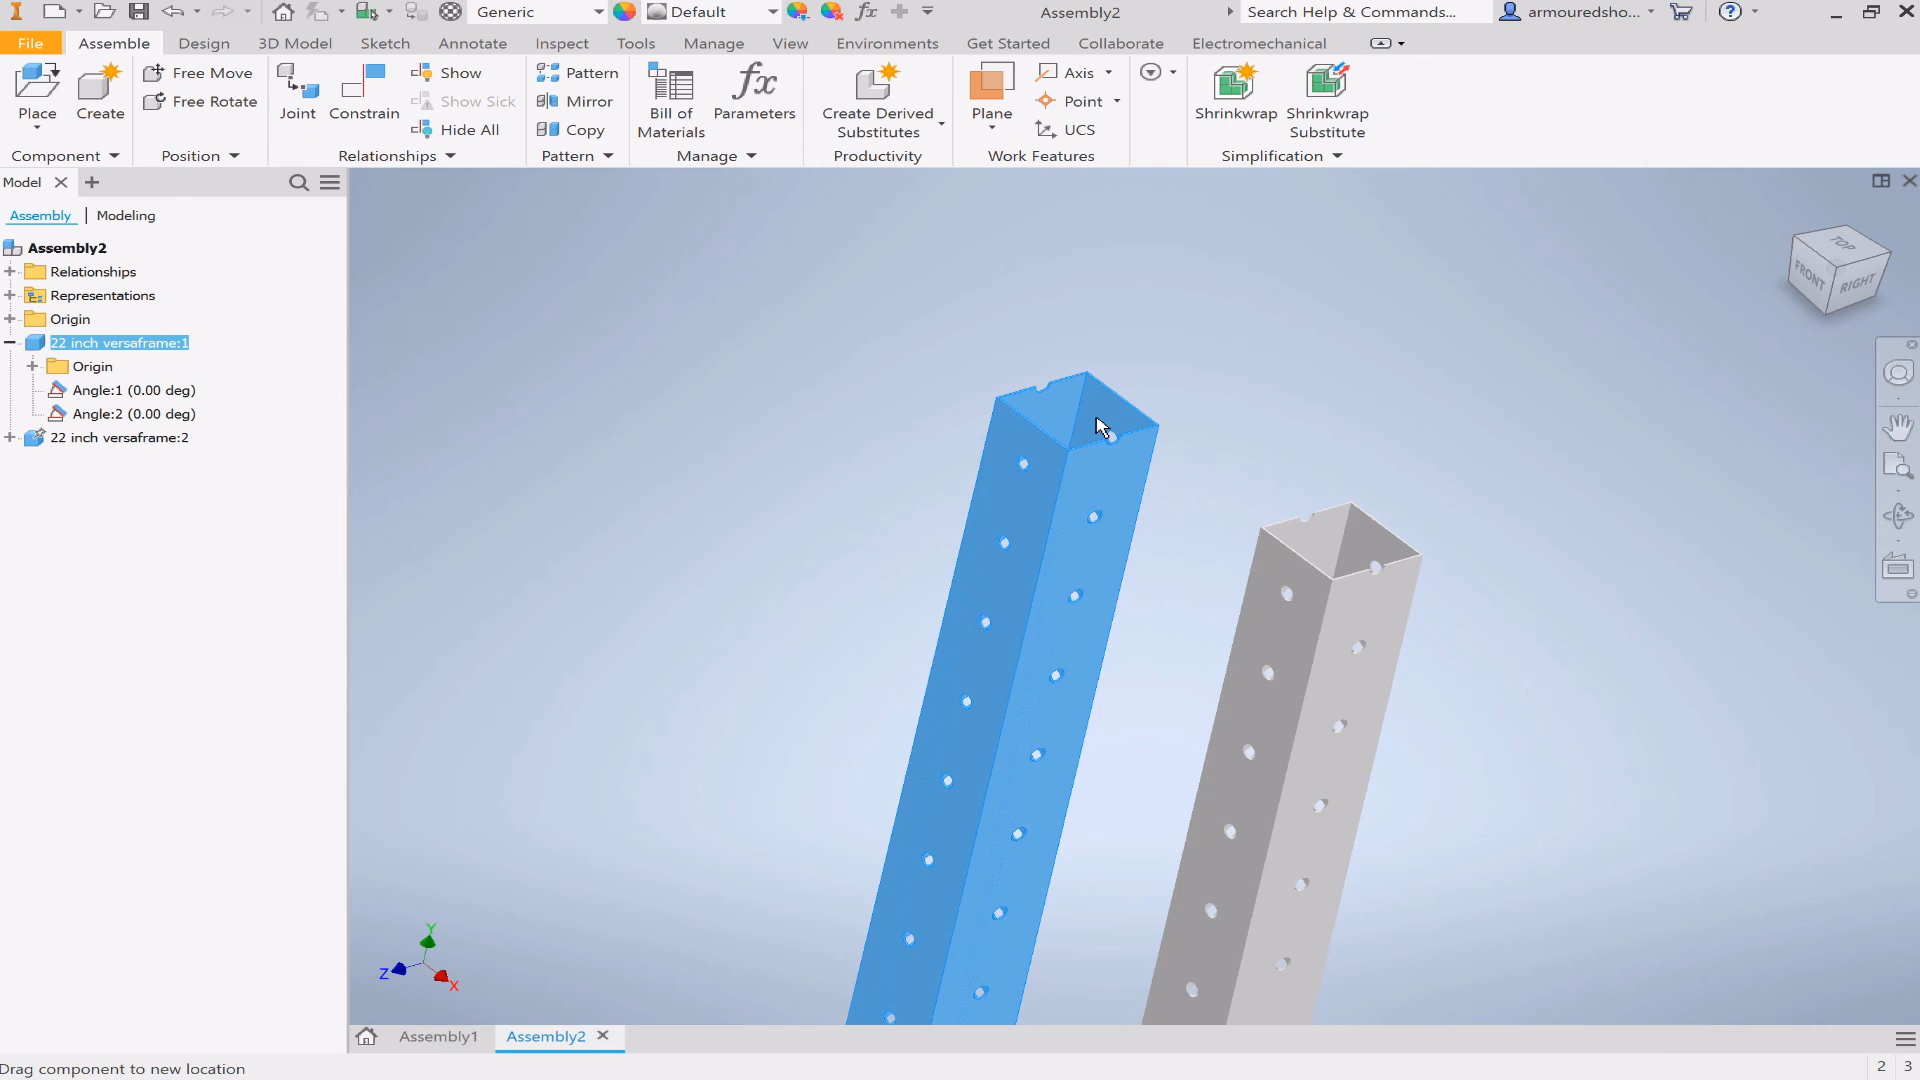 Generic
Default
Assembly2
Search Help & Commands...
armouredsho...
File
Assemble
Design
3D Model
Sketch
Annotate
Inspect
Tools
Manage
View
Environments
Get Started
Collaborate
Electromechanical
Place
Create
Component
Free Move
Free Rotate
Position
Joint
Constrain
Show
Show Sick
Hide All
Relationships
Pattern
Mirror
Copy
Pattern
Bill of
Materials
Parameters
Manage
Create Derived
Substitutes
Productivity
Plane
Axis
Point
UCS
Work Features
Shrinkwrap
Shrinkwrap
Substitute
Simplification
Model
Assembly | Modeling
Assembly2
Relationships
Representations
Origin
22 inch versaframe:1
Origin
Angle:1 (0.00 deg)
Angle:2 (0.00 deg)
22 inch versaframe:2
TOP
FRONT
RIGHT
Y
Z
X
Assembly1
Assembly2
Drag component to new location
2 3